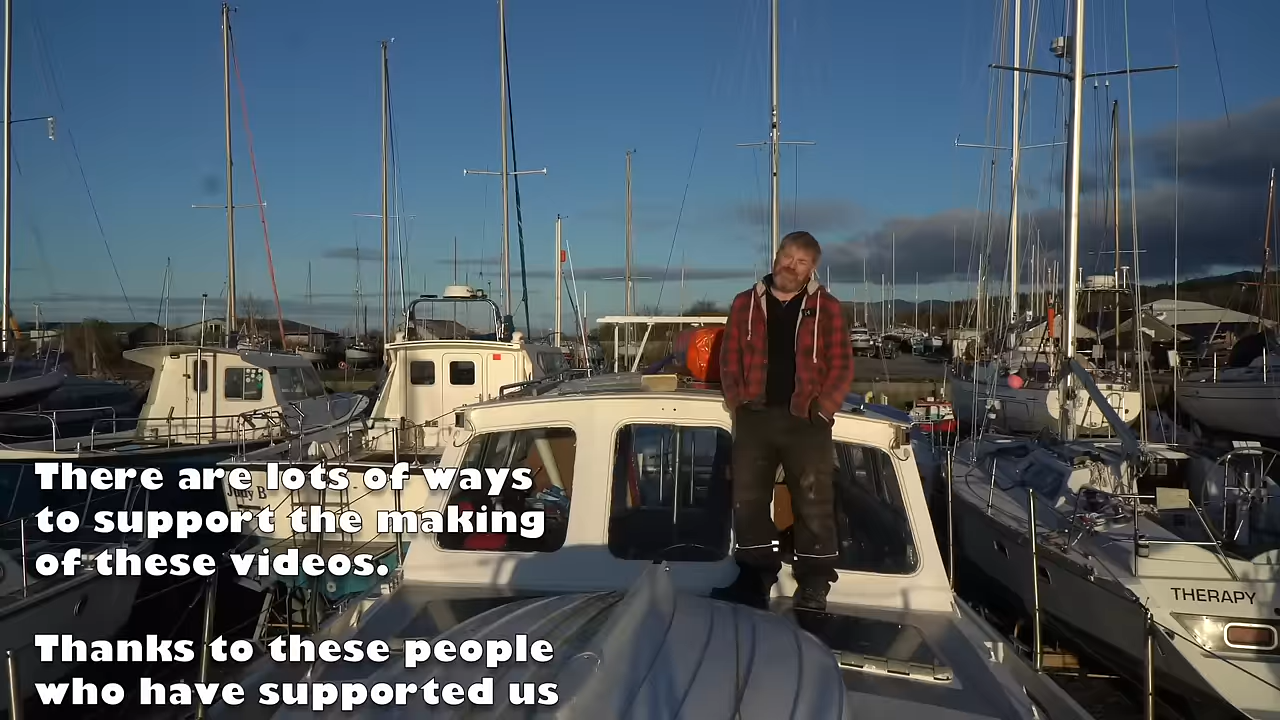 There are lots of ways
to support the making
of these videos.
Thanks to these people
who have supported us
Judy B
THERAPY